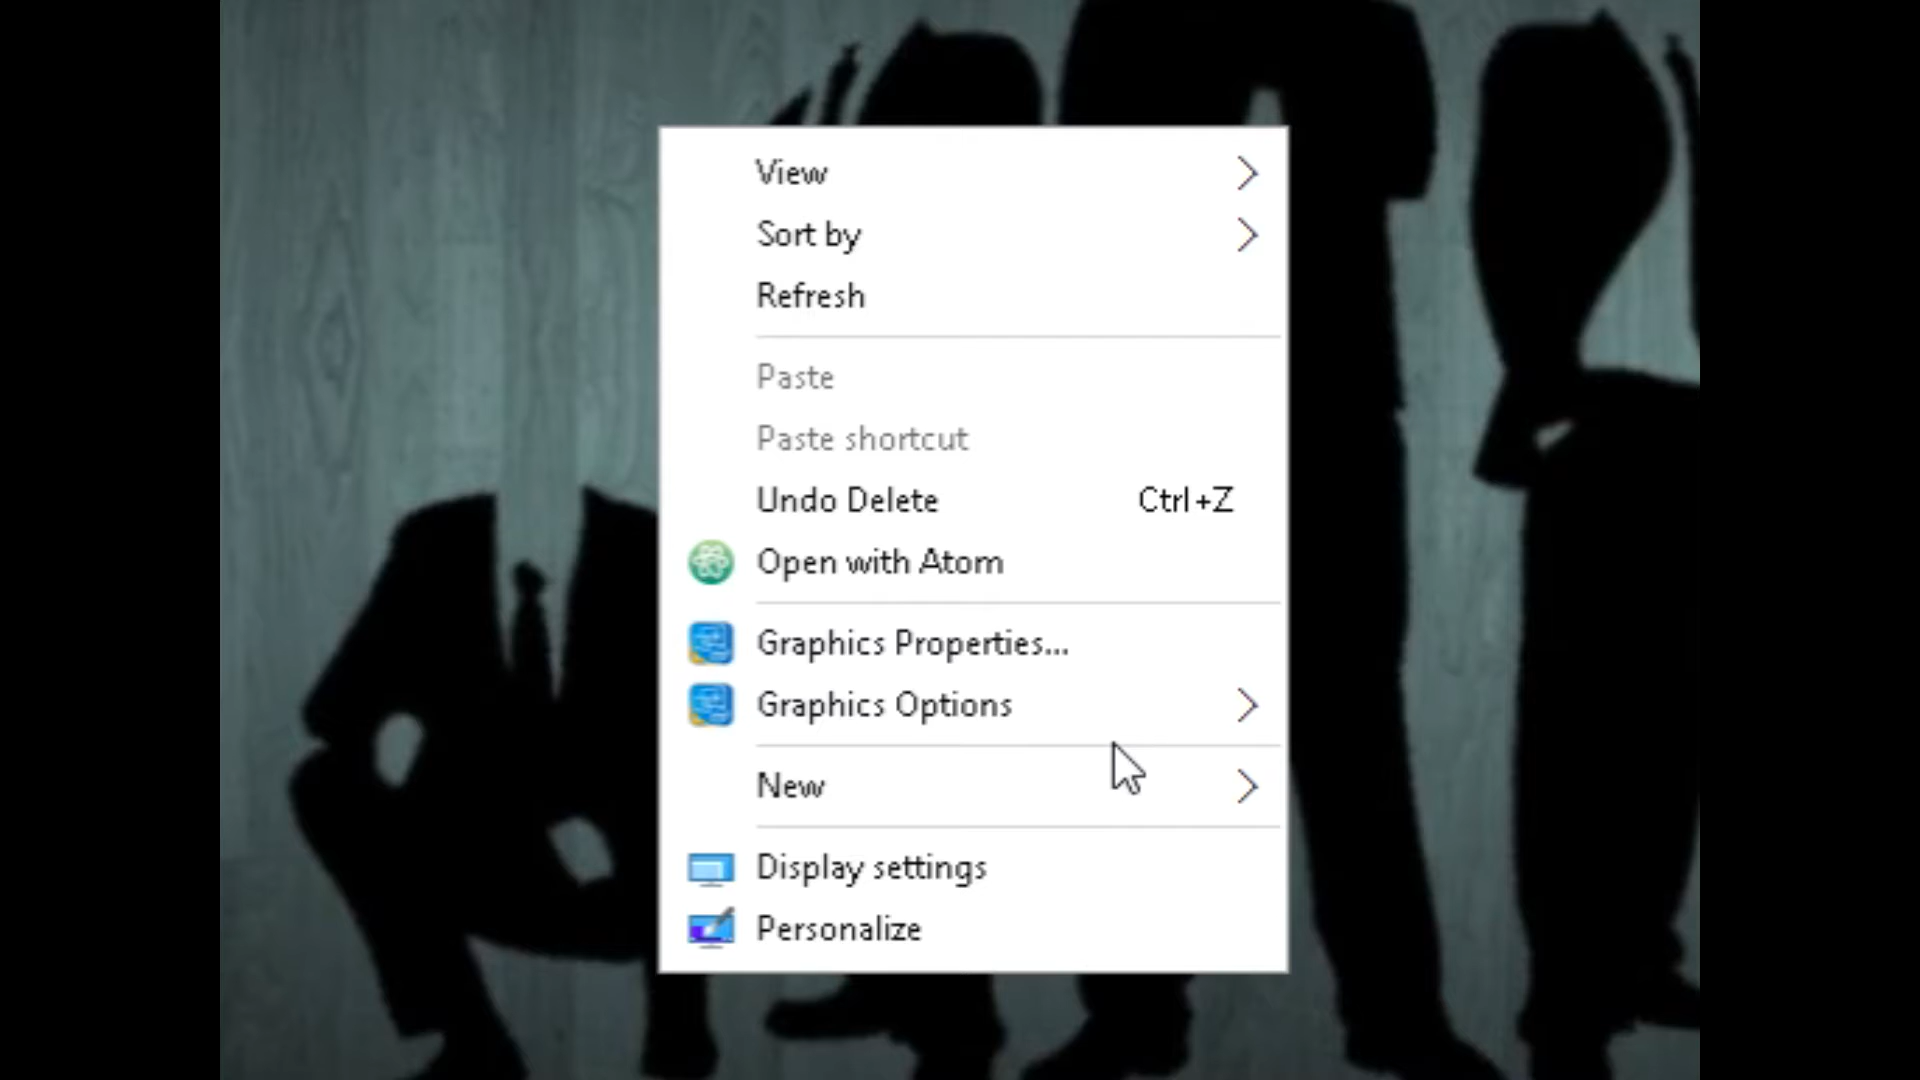 View
Sort by
Refresh
Paste
Paste shortcut
Undo Delete Ctrl+Z
Open with Atom
Graphics Properties...
Graphics Options
New
Display settings
Personalize